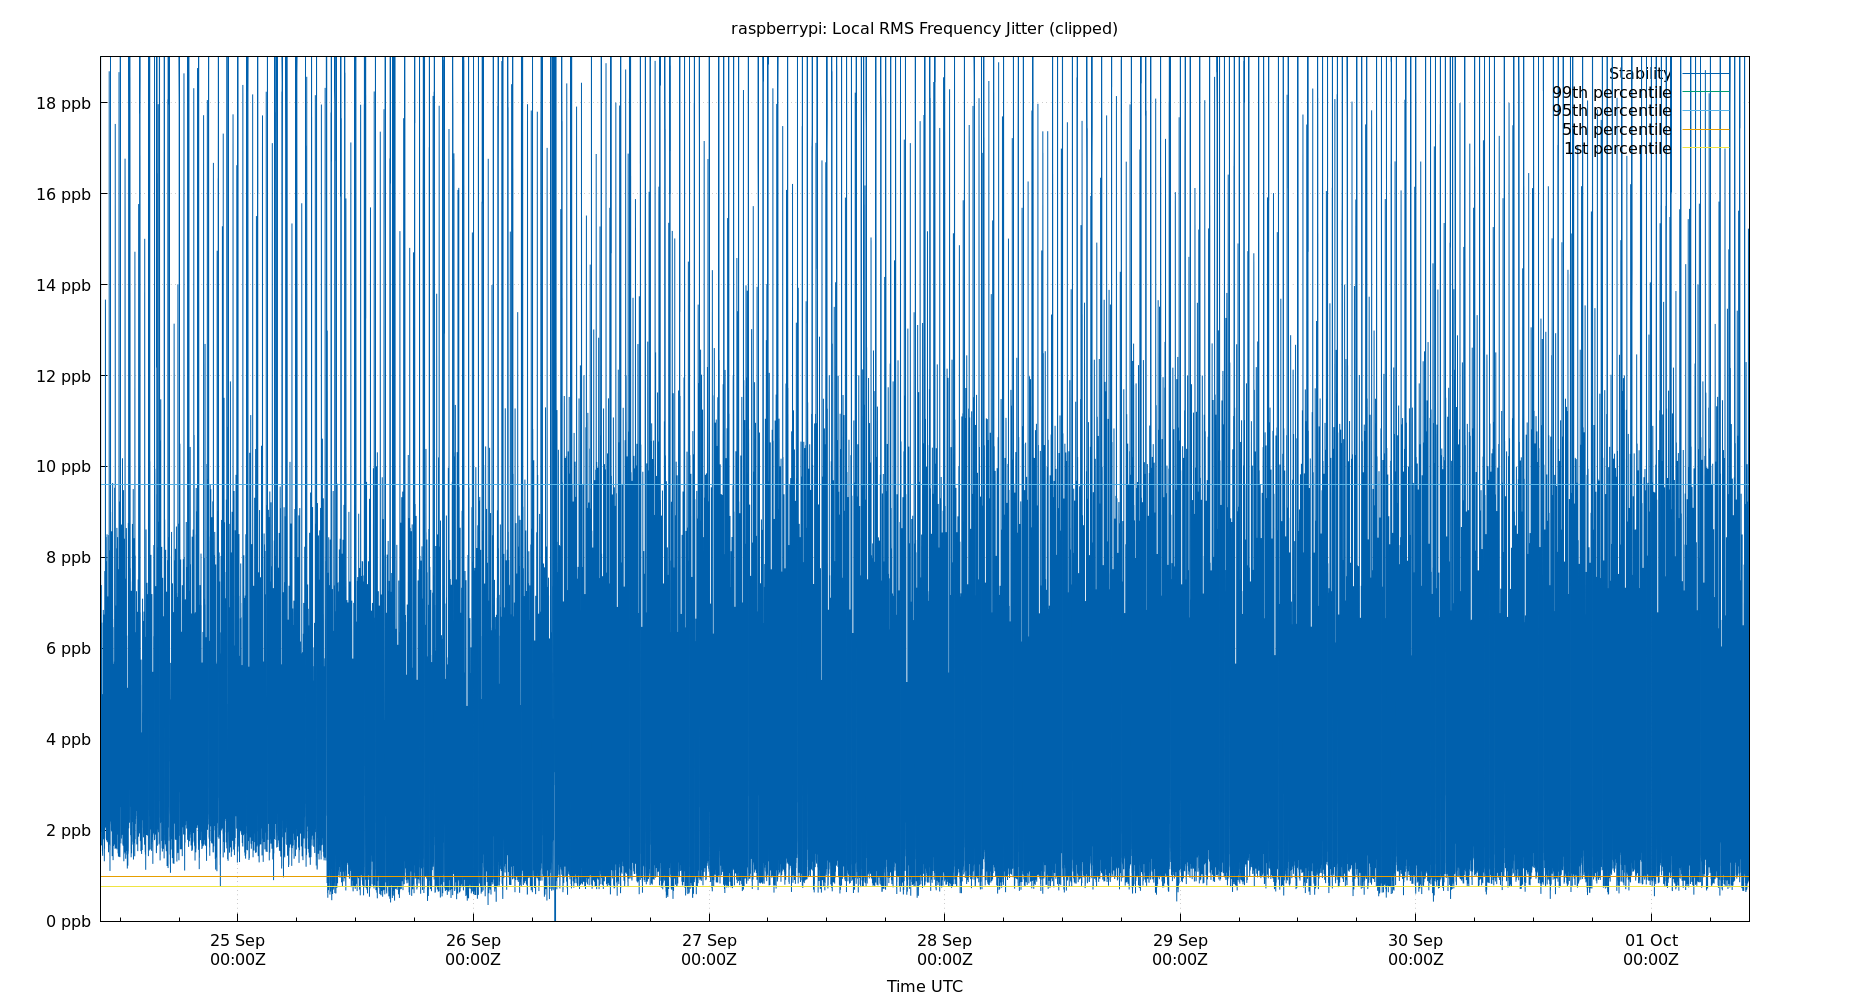 raspberrypi: Local RMS Frequency Jitter (clipped)
Stability
99th percentile
95th percentile
5th percentile
1st percentile
18 ppb
16 ppb
14 ppb
12 ppb
10 ppb
8 ppb
6 ppb
4 ppb
2 ppb
0 ppb
25 Sep 26 Sep 27 Sep 28 Sep 29 Sep 30 Sep 01 Oct
00:00Z 00:00Z 00:00Z 00:00Z 00:00Z 00:00Z 00:00Z
Time UTC